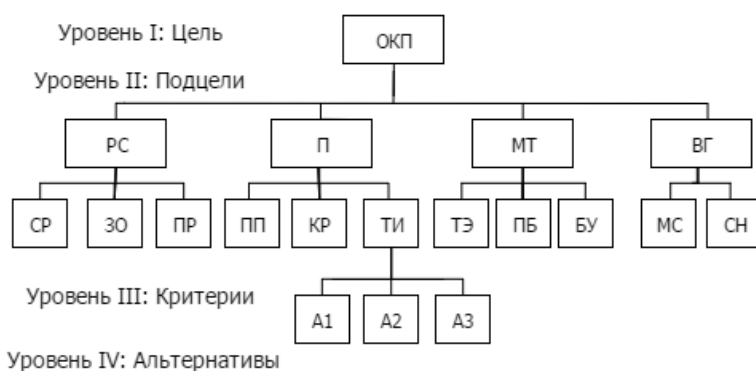 Уровень I: Цель
ОКП
Уровень II: Подцели
РС П МТ ВГ
СР ЗО ПР ПП КР ТИ ТЭ ПБ БУ МС СН
Уровень III: Критерии
А1 А2 А3
Уровень IV: Альтернативы